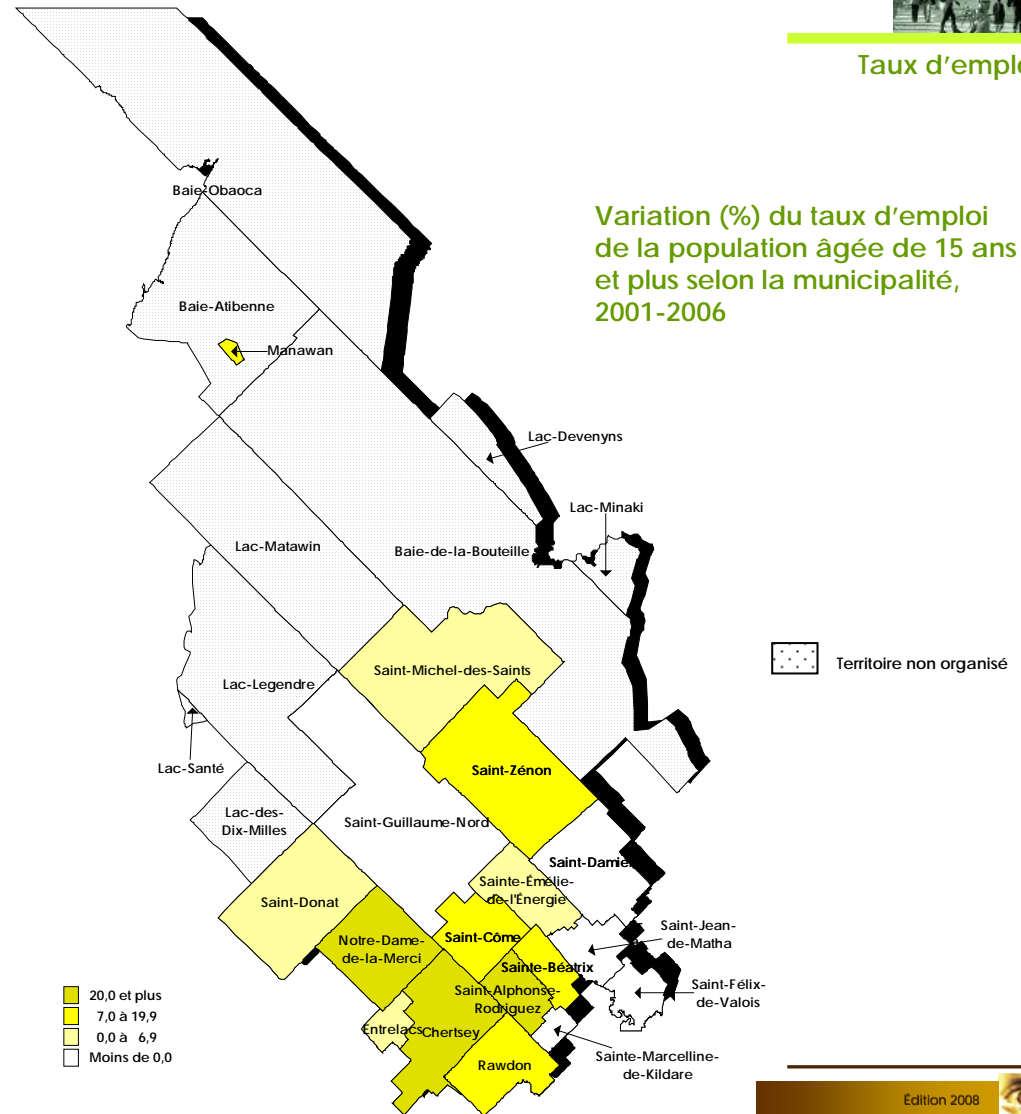 Taux d'emplo
Variation (%) du taux d'emploi
de la population âgée de 15 ans
et plus selon la municipalité,
2001-2006
Baie-Obaoca
Baie-Atibenne
Manawan
Lac-Devenyns
Lac-Minaki
Lac-Matawin
Baie-de-la-Bouteille
Saint-Michel-des-Saints
Territoire non organisé
Lac-Legendre
Lac-Santé
Saint-Zénon
Lac-des-
Dix-Milles
Saint-Guillaume-Nord
Saint-Damien
Sainte-Émélie-
de-l'Énergie
Saint-Donat
Saint-Jean-
de-Matha
Notre-Dame-
de-la-Merci
Saint-Côme
Sainte-Béatrix
Saint-Félix-
de-Valois
Saint-Alphonse-
Rodriguez
Entrelacs
Chertsey
Sainte-Marcelline-
de-Kildare
Rawdon
20,0 et plus
7,0 à 19,9
0,0 à 6,9
Moins de 0,0
Édition 2008